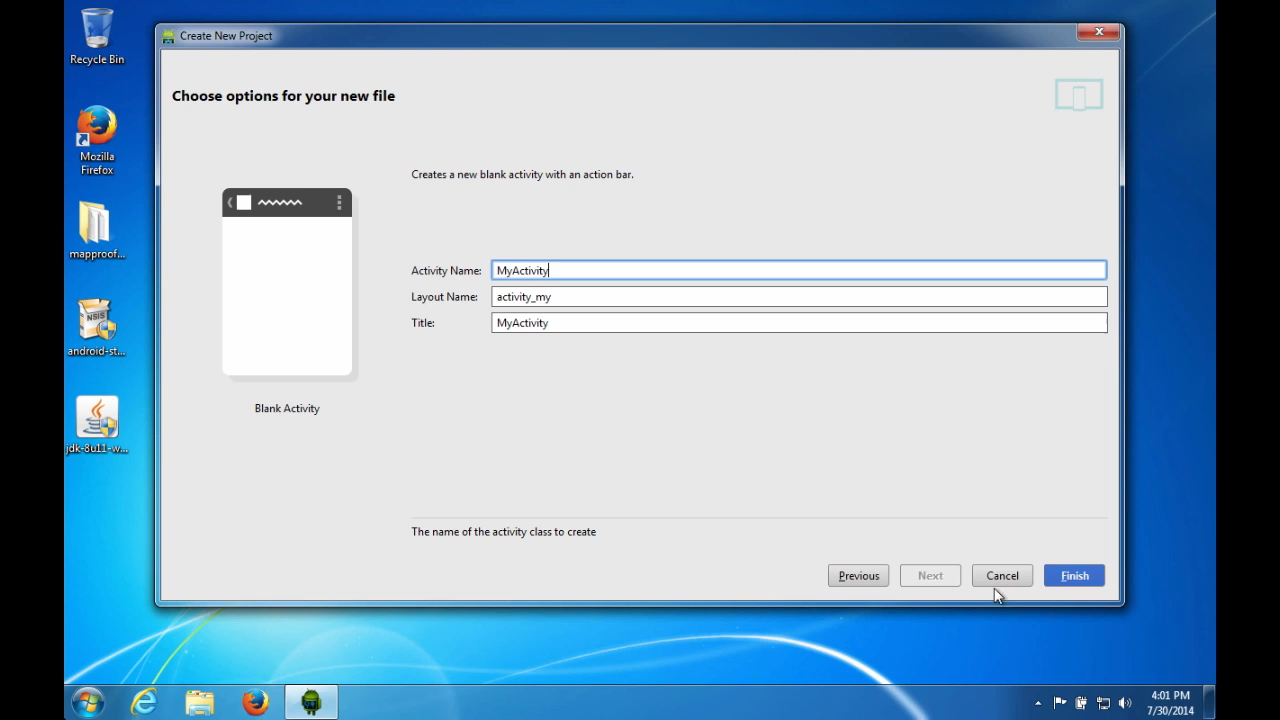 Recycle Bin
Mozilla
Firefox
mapproof...
NSIS
android-st...
jdk-8u11-w...
Create New Project
Choose options for your new file
Creates a new blank activity with an action bar.
Blank Activity
Activity Name: MyActivity
Layout Name: activity_my
Title: MyActivity
The name of the activity class to create
Previous Next Cancel Finish
4:01 PM
7/30/2014